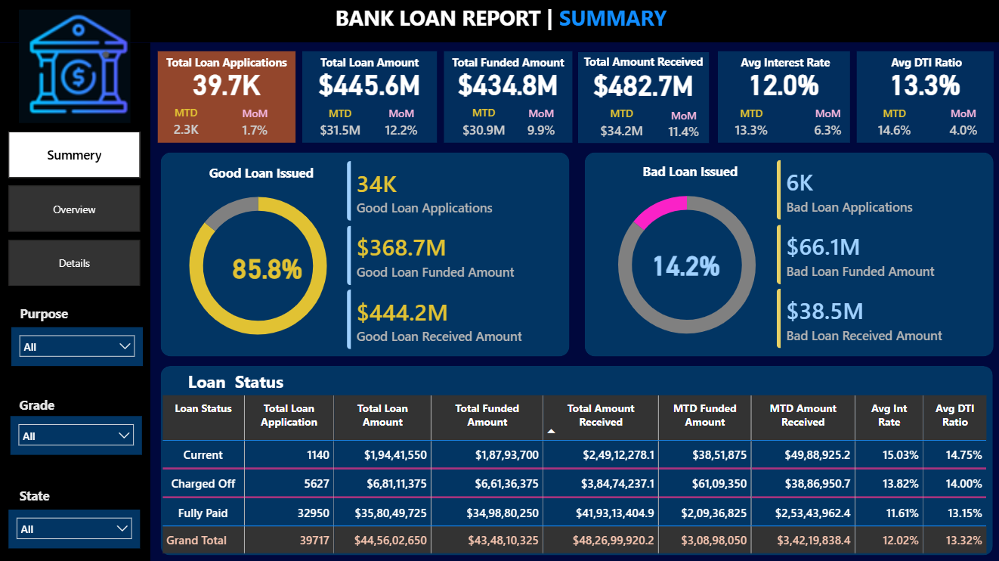 BANK LOAN REPORT | SUMMARY
$
Total Loan Applications
39.7K
MTD MoM
2.3K 1.7%
Total Loan Amount
$445.6M
MTD MoM
$31.5M 12.2%
Total Funded Amount
$434.8M
MTD MoM
$30.9M 9.9%
Total Amount Received
$482.7M
MTD MoM
$34.2M 11.4%
Avg Interest Rate
12.0%
MTD MoM
13.3% 6.3%
Avg DTI Ratio
13.3%
MTD MoM
14.6% 4.0%
Summery
Overview
Details
Purpose
All
Grade
All
State
All
Good Loan Issued
85.8%
34K
Good Loan Applications
$368.7M
Good Loan Funded Amount
$444.2M
Good Loan Received Amount
Bad Loan Issued
14.2%
6K
Bad Loan Applications
$66.1M
Bad Loan Funded Amount
$38.5M
Bad Loan Received Amount
Loan Status
Loan Status Total Loan Total Loan Total Funded Total Amount MTD Funded MTD Amount Avg Int Avg DTI
Application Amount Amount Received Amount Received Rate Ratio
Current 1140 $1,94,41,550 $1,87,93,700 $2,49,12,278.1 $38,51,875 $49,88,925.2 15.03% 14.75%
Charged Off 5627 $6,81,11,375 $6,61,36,375 $3,84,74,237.1 $61,09,350 $38,86,950.7 13.82% 14.00%
Fully Paid 32950 $35,80,49,725 $34,98,80,250 $41,93,13,404.9 $2,09,36,825 $2,53,43,962.4 11.61% 13.15%
Grand Total 39717 $44,56,02,650 $43,48,10,325 $48,26,99,920.2 $3,08,98,050 $3,42,19,838.4 12.02% 13.32%